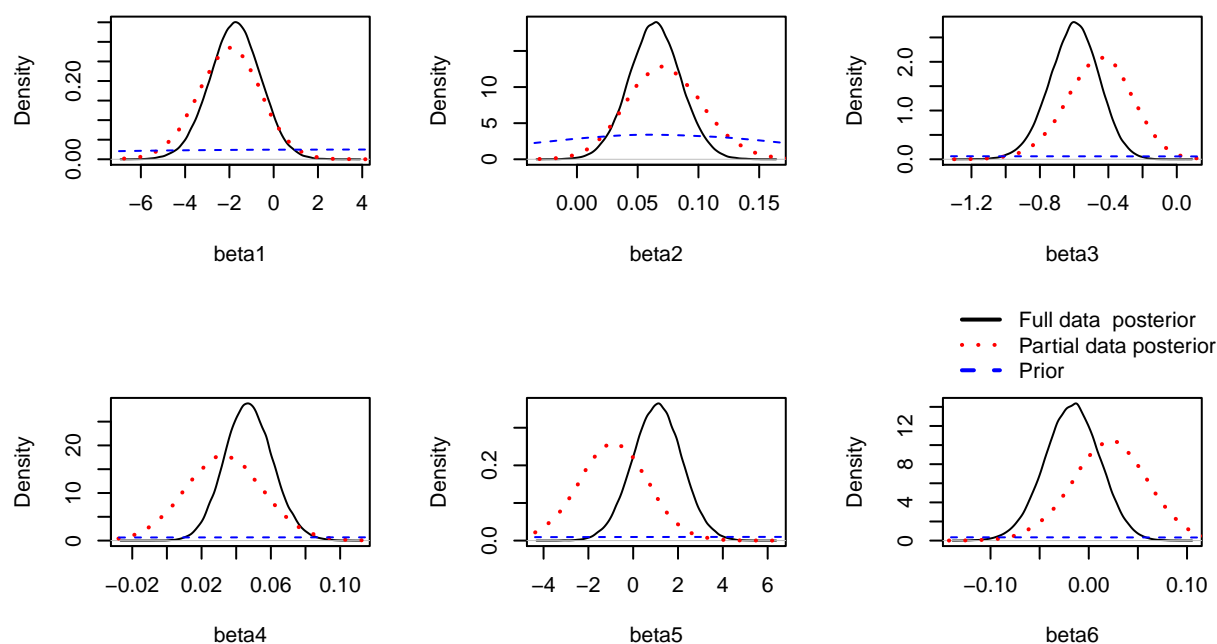 Density
0.00 0.20
−6 −4 −2 0 2 4
beta1
Density
0 5 10
0.00 0.05 0.10 0.15
beta2
Density
0.0 1.0 2.0
−1.2 −0.8 −0.4 0.0
beta3
Full data posterior
Partial data posterior
Prior
Density
0 10 20
−0.02 0.02 0.06 0.10
beta4
Density
0.0 0.2
−4 −2 0 2 4 6
beta5
Density
0 4 8 12
−0.10 0.00 0.10
beta6